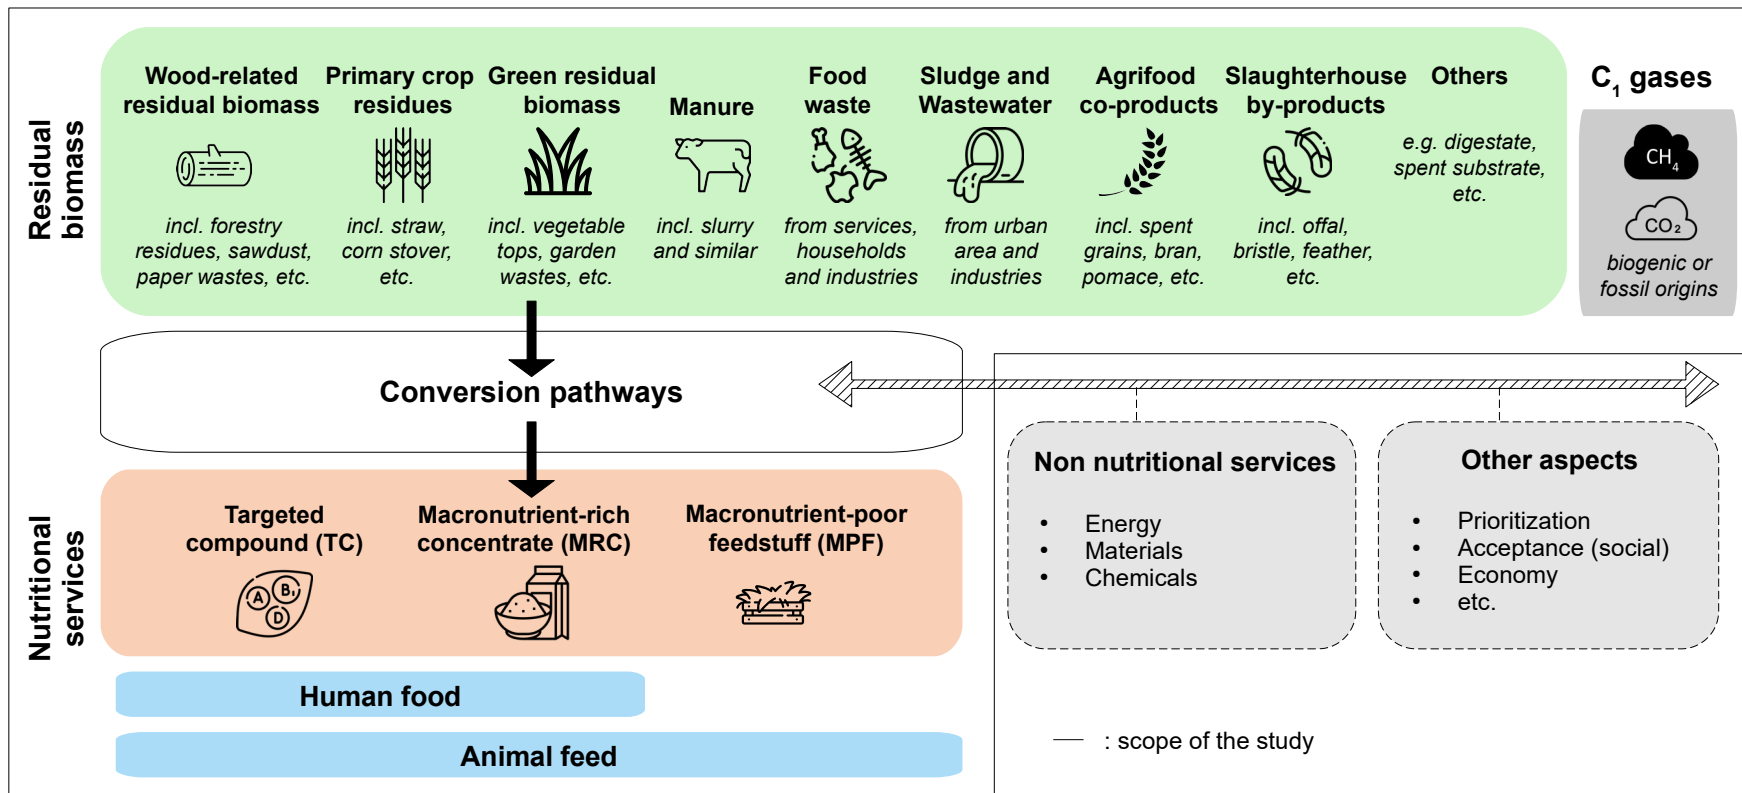 Residual
biomass
Wood-related
residual biomass
incl. forestry
residues, sawdust,
paper wastes, etc.
Primary crop
residues
incl. straw,
corn stover,
etc.
Green residual
biomass
incl. vegetable
tops, garden
wastes, etc.
Manure
incl. slurry
and similar
Food
waste
from services,
households
and industries
Sludge and
Wastewater
from urban
area and
industries
Agrifood
co-products
incl. spent
grains, bran,
pomace, etc.
Slaughterhouse
by-products
incl. offal,
bristle, feather,
etc.
Others
e.g. digestate,
spent substrate,
etc.
C₁ gases
CH₄
CO₂
biogenic or
fossil origins
Conversion pathways
Nutritional
services
Targeted
compound (TC)
A B₁
D
Macronutrient-rich
concentrate (MRC)
Macronutrient-poor
feedstuff (MPF)
Human food
Animal feed
Non nutritional services
• Energy
• Materials
• Chemicals
Other aspects
• Prioritization
• Acceptance (social)
• Economy
• etc.
: scope of the study